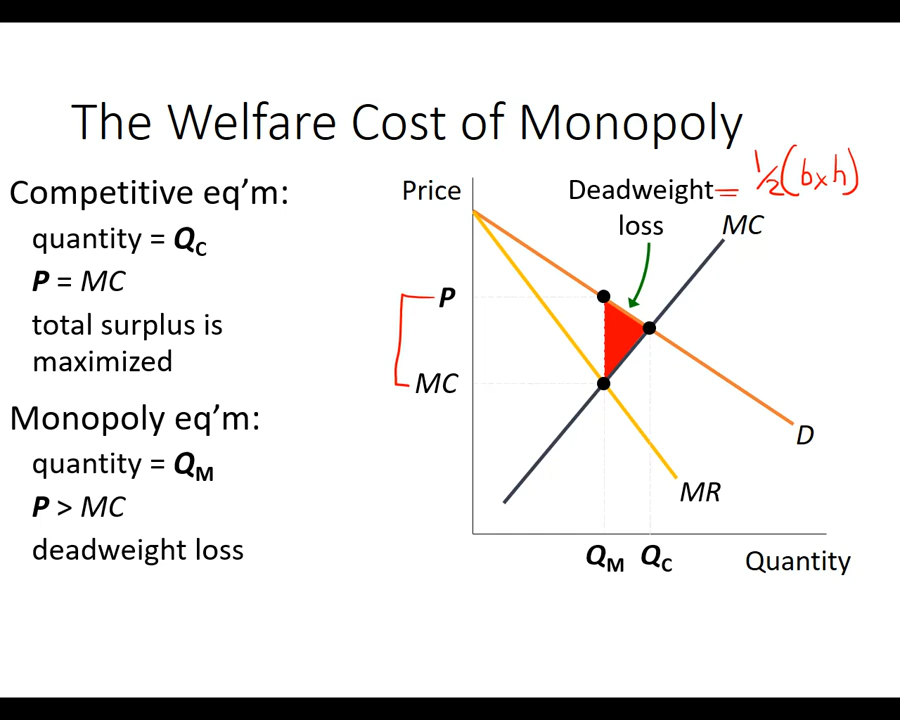 The Welfare Cost of Monopoly
Competitive eq’m:
quantity = QC
P = MC
total surplus is
maximized
Monopoly eq’m:
quantity = QM
P > MC
deadweight loss
Price
Deadweight = ½(b×h)
loss
MC
P
MC
D
MR
QM QC
Quantity